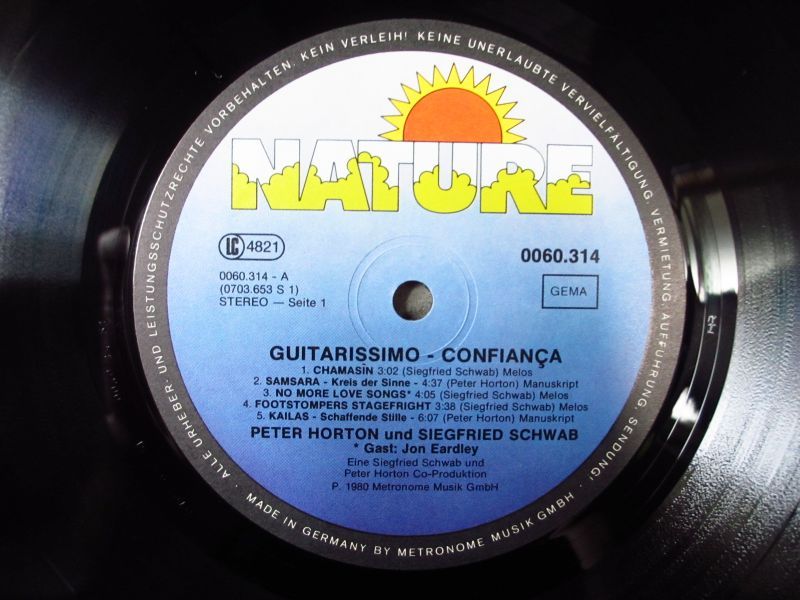 ALLE URHEBER- UND LEISTUNGSSCHUTZRECHTE VORBEHALTEN. KEIN VERLEIH! KEINE UNERLAUBTE VERVIELFÄLTIGUNG, VERMIETUNG, AUFFÜHRUNG, SENDUNG!
NATURE
LC 4821
0060.314
0060.314 - A
(0703.653 S 1)
STEREO — Seite 1
GEMA
GUITARISSIMO - CONFIANÇA
1. CHAMASIN 3:02 (Siegfried Schwab) Melos
2. SAMSARA - Kreis der Sinne - 4:37 (Peter Horton) Manuskript
3. NO MORE LOVE SONGS* 4:05 (Siegfried Schwab) Melos
4. FOOTSTOMPERS STAGEFRIGHT 3:38 (Siegfried Schwab) Melos
5. KAILAS - Schaffende Stille - 6:07 (Peter Horton) Manuskript
PETER HORTON und SIEGFRIED SCHWAB
* Gast: Jon Eardley
Eine Siegfried Schwab und
Peter Horton Co-Produktion
P. 1980 Metronome Musik GmbH
MADE IN GERMANY BY METRONOME MUSIK GMBH